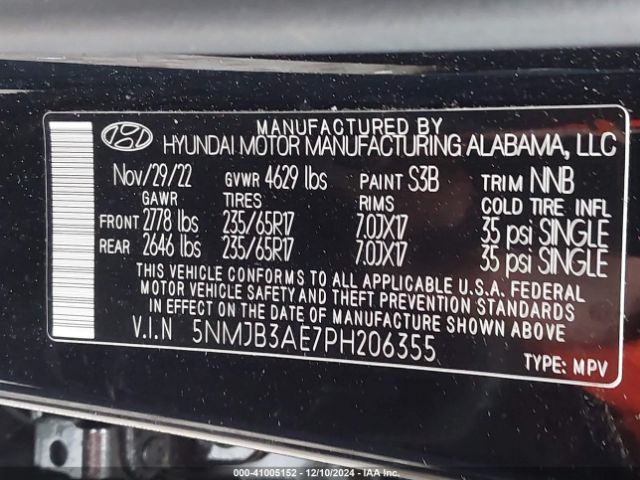 MANUFACTURED BY
HYUNDAI MOTOR MANUFACTURING ALABAMA, LLC
Nov/29/22 GVWR 4629 lbs PAINT S3B TRIM NNB
GAWR TIRES RIMS COLD TIRE INFL
FRONT 2778 lbs 235/65R17 7.0JX17 35 psi SINGLE
REAR 2646 lbs 235/65R17 7.0JX17 35 psi SINGLE
THIS VEHICLE CONFORMS TO ALL APPLICABLE U.S.A. FEDERAL
MOTOR VEHICLE SAFETY AND THEFT PREVENTION STANDARDS
IN EFFECT ON THE DATE OF MANUFACTURE SHOWN ABOVE.
V.I.N 5NMJB3AE7PH206355
TYPE: MPV
000-41005152 - 12/10/2024 - IAA Inc.